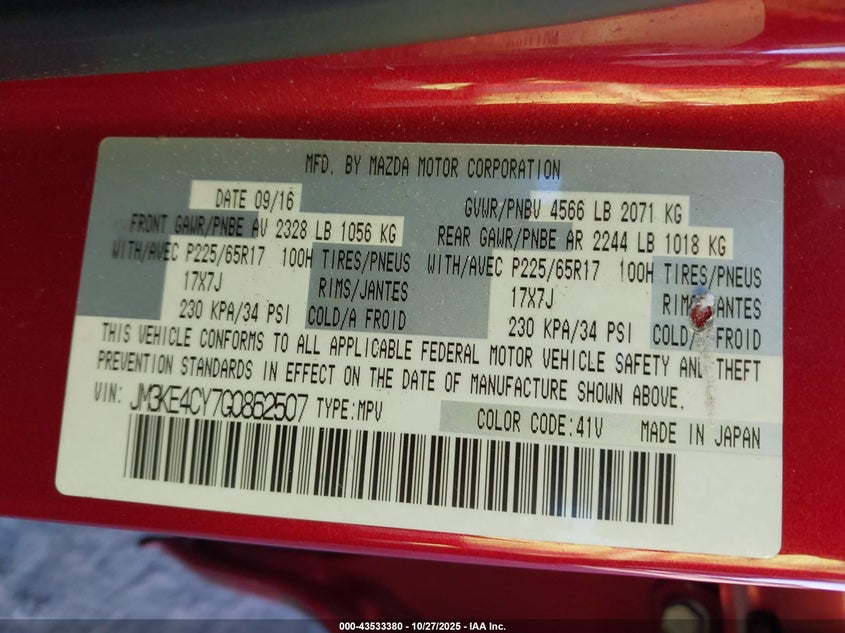 MFD. BY MAZDA MOTOR CORPORATION
DATE 09/16 GVWR/PNBV 4566 LB 2071 KG
FRONT GAWR/PNBE AV 2328 LB 1056 KG REAR GAWR/PNBE AR 2244 LB 1018 KG
WITH/AVEC P225/65R17 100H TIRES/PNEUS WITH/AVEC P225/65R17 100H TIRES/PNEUS
17X7J RIMS/JANTES 17X7J RIMS/JANTES
230 KPA/34 PSI COLD/A FROID 230 KPA/34 PSI COLD/A FROID
THIS VEHICLE CONFORMS TO ALL APPLICABLE FEDERAL MOTOR VEHICLE SAFETY AND THEFT
PREVENTION STANDARDS IN EFFECT ON THE DATE OF MANUFACTURE SHOWN ABOVE.
VIN: JM3KE4CY7G0862507 TYPE:MPV COLOR CODE:41V MADE IN JAPAN
000-43533380 - 10/27/2025 - IAA Inc.